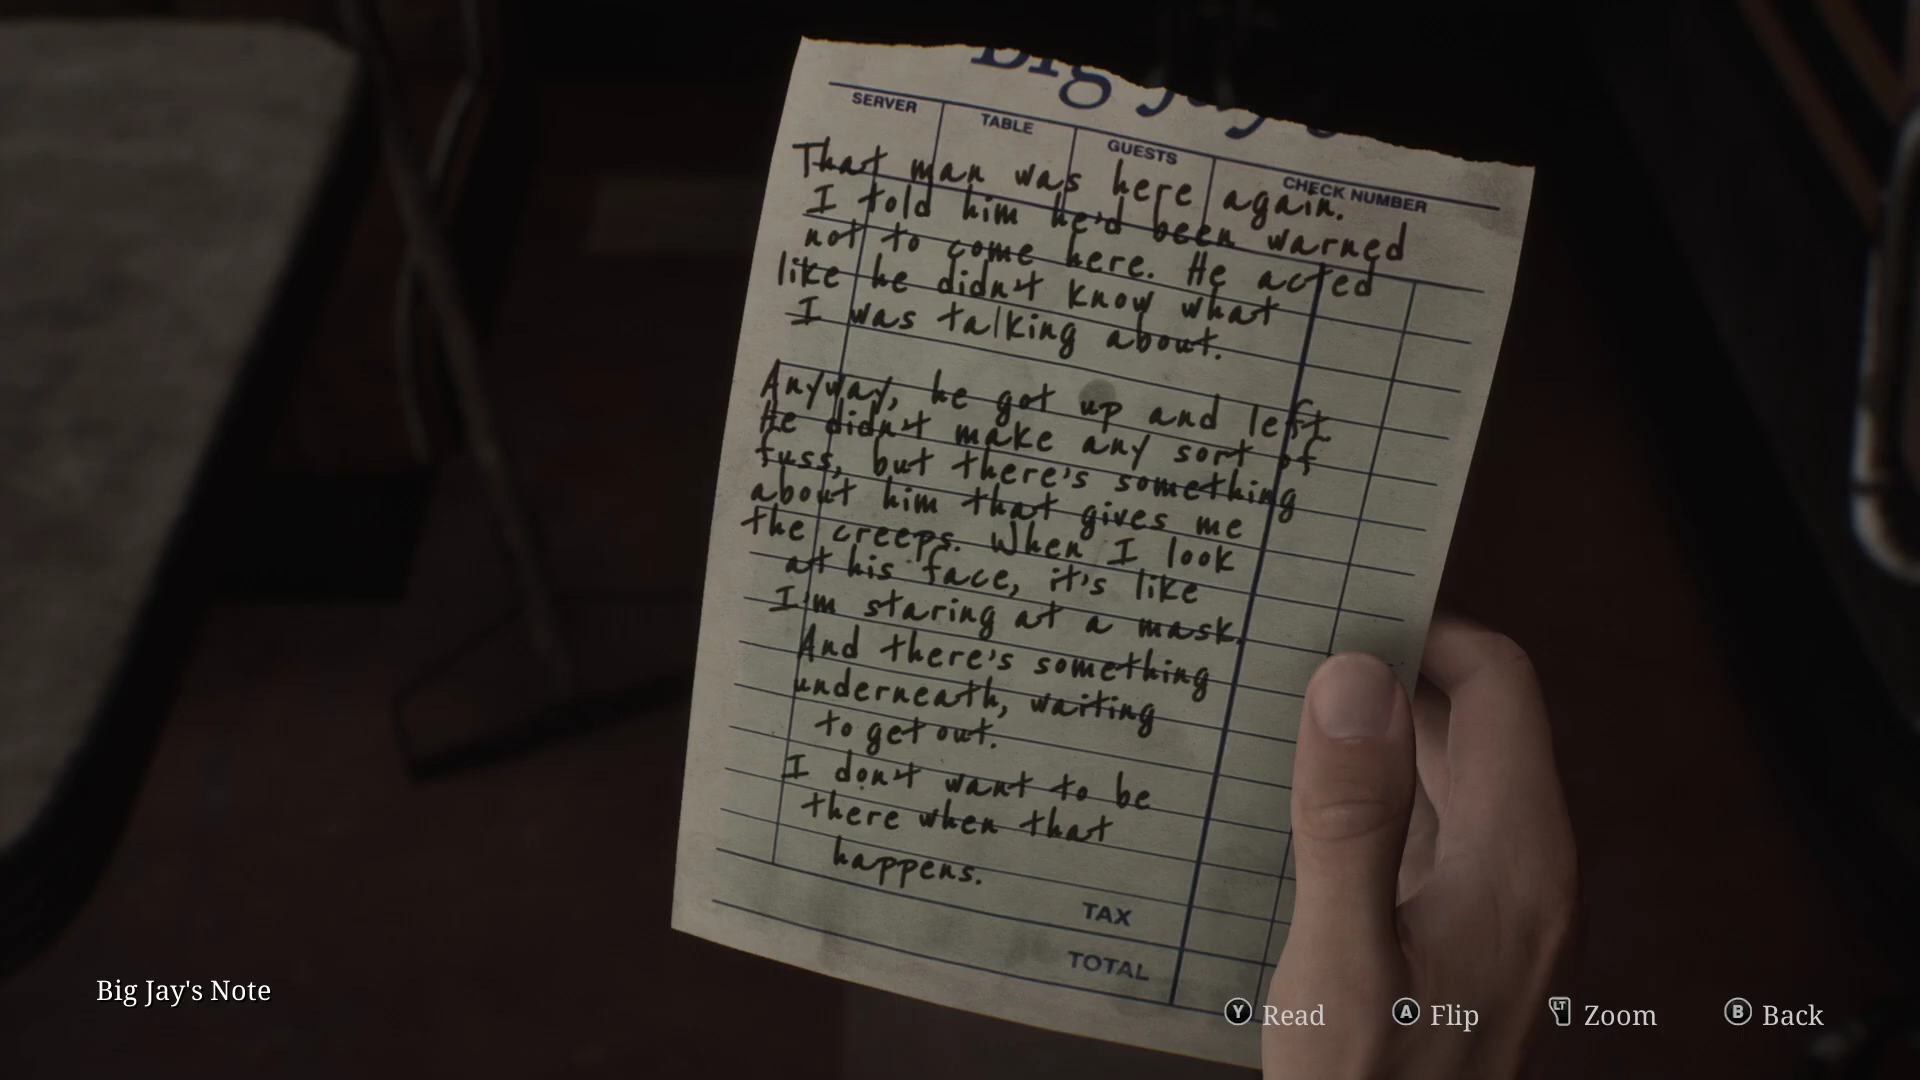 Big Jay's
SERVER
TABLE
GUESTS
CHECK NUMBER
That man was here again.
I told him he'd been warned
not to come here. He acted
like he didn't know what
I was talking about.
Anyway, he got up and left.
He didn't make any sort of
fuss, but there's something
about him that gives me
the creeps. When I look
at his face, it's like
I'm staring at a mask.
And there's something
underneath, waiting
to get out.
I don't want to be
there when that
happens.
TAX
TOTAL
Big Jay's Note
Y Read
A Flip
LT Zoom
B Back